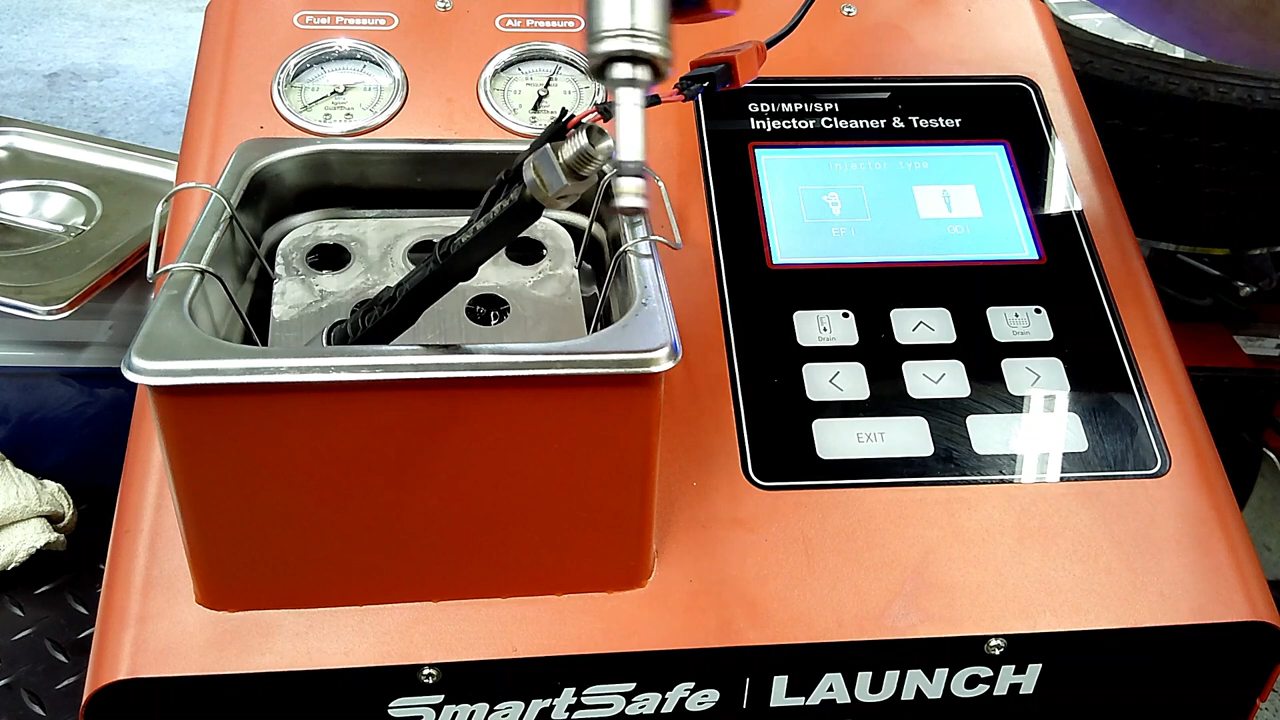 Fuel Pressure
Air Pressure
GDI/MPI/SPI
Injector Cleaner & Tester
Injector type
EFI
GDI
Drain
Drain
EXIT
SmartSafe | LAUNCH